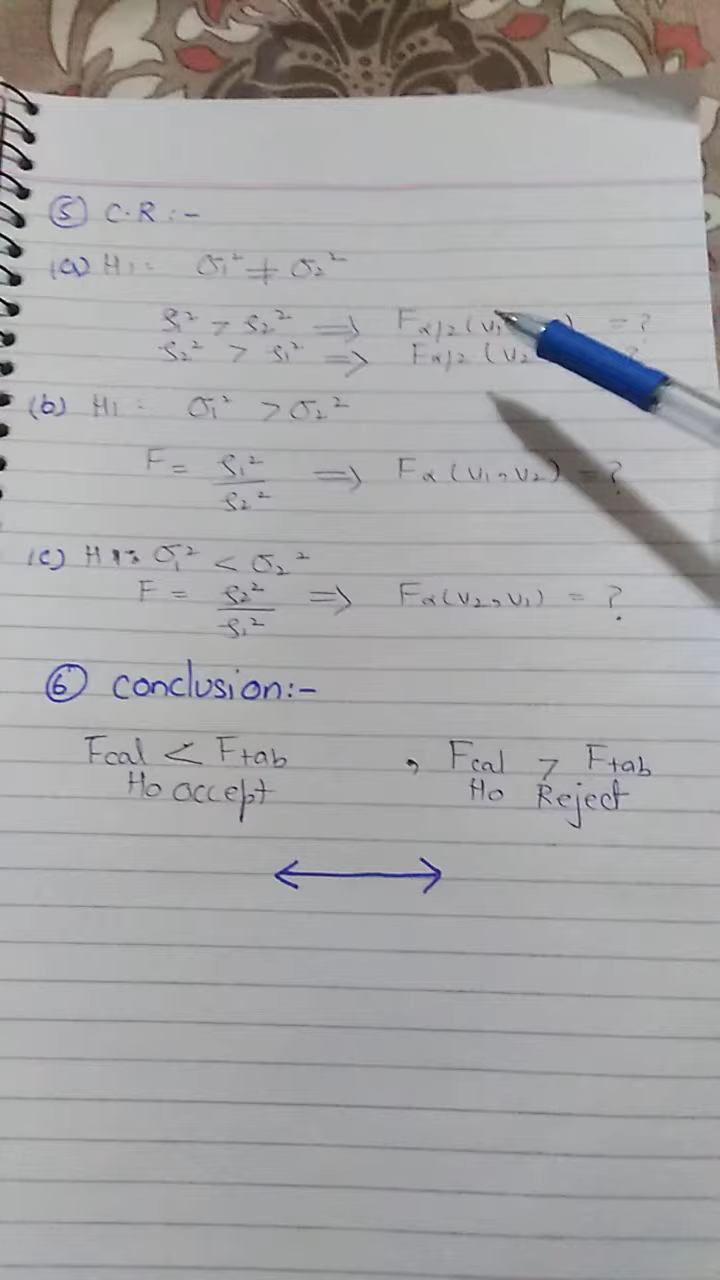 ⑤ C.R :-
(a) H₁ : σ₁² ≠ σ₂²
S₁² > S₂² ⟹ Fα/2 (v₁ = ?
S₂² > S₁² ⟹ Fα/2 (v₂ ?
(b) H₁ : σ₁² > σ₂²
F = S₁²/S₂² ⟹ Fα (v₁, v₂) = ?
(c) H₁: σ₁² < σ₂²
F = S₂²/S₁² ⟹ Fα (v₂, v₁) = ?
⑥ conclusion:-
Fcal < Ftab , Fcal > Ftab
Ho accept Ho Reject